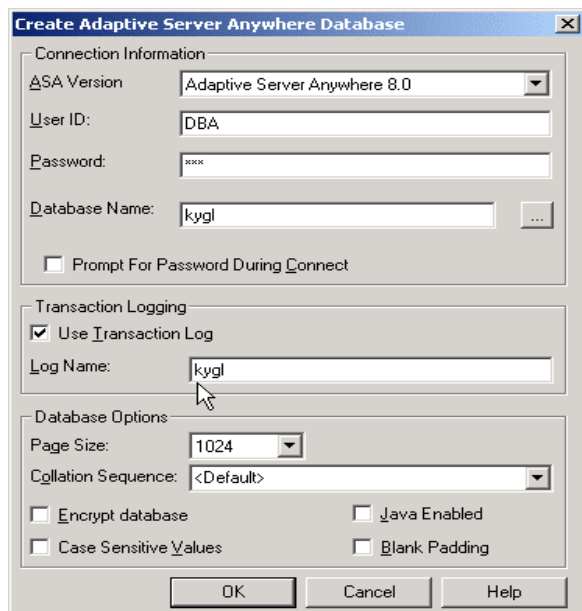 Create Adaptive Server Anywhere Database
Connection Information
ASA Version Adaptive Server Anywhere 8.0
User ID: DBA
Password: ***
Database Name: kygl ...
Prompt For Password During Connect
Transaction Logging
Use Transaction Log
Log Name: kygl
Database Options
Page Size: 1024
Collation Sequence: <Default>
Encrypt database Java Enabled
Case Sensitive Values Blank Padding
OK Cancel Help